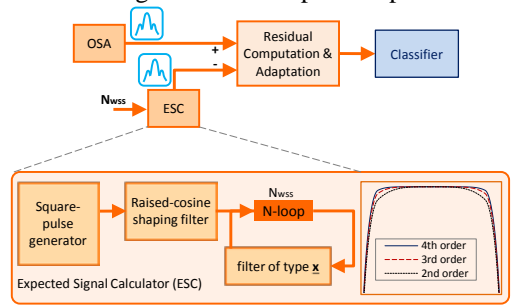 OSA
+
-
Residual
Computation &
Adaptation
Classifier
Nwss
ESC
Square-
pulse
generator
Raised-cosine
shaping filter
Nwss
N-loop
filter of type x
4th order
3rd order
2nd order
Expected Signal Calculator (ESC)